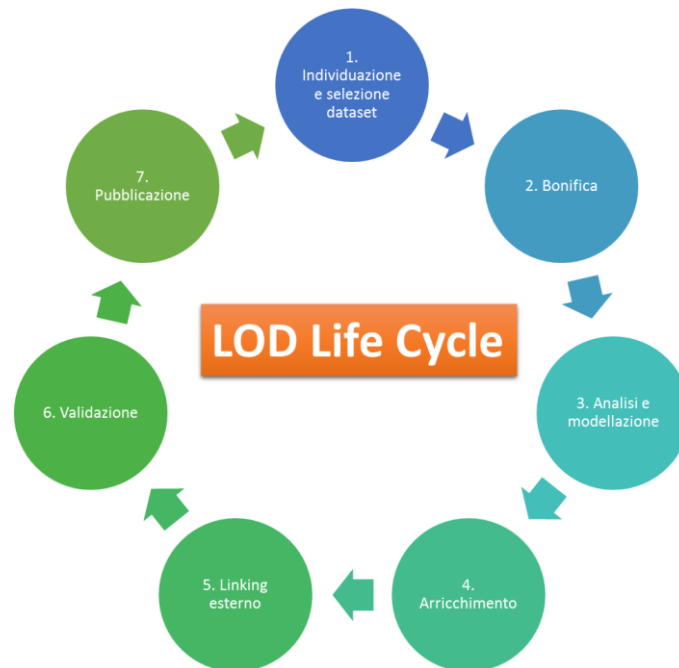 1.
Individuazione
e selezione
dataset
2. Bonifica
3. Analisi e
modellazione
4.
Arricchimento
5. Linking
esterno
6. Validazione
7.
Pubblicazione
LOD Life Cycle